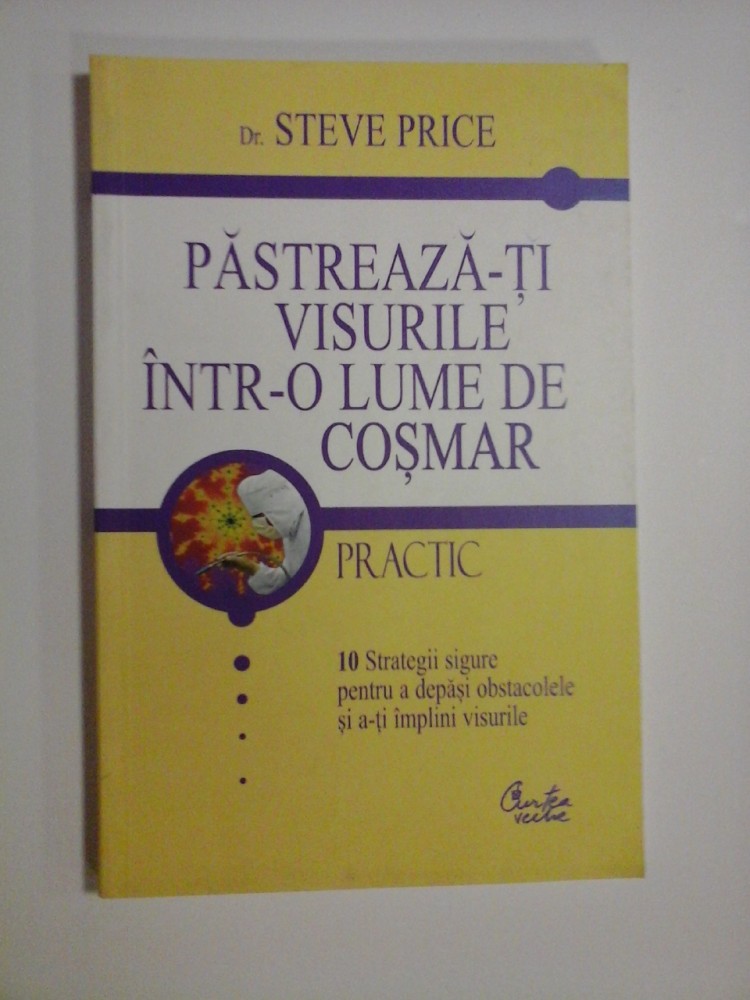 Dr. STEVE PRICE
PĂSTREAZĂ-ȚI
VISURILE
ÎNTR-O LUME DE
COȘMAR
PRACTIC
10 Strategii sigure
pentru a depăși obstacolele
și a-ți împlini visurile
Curtea
veche